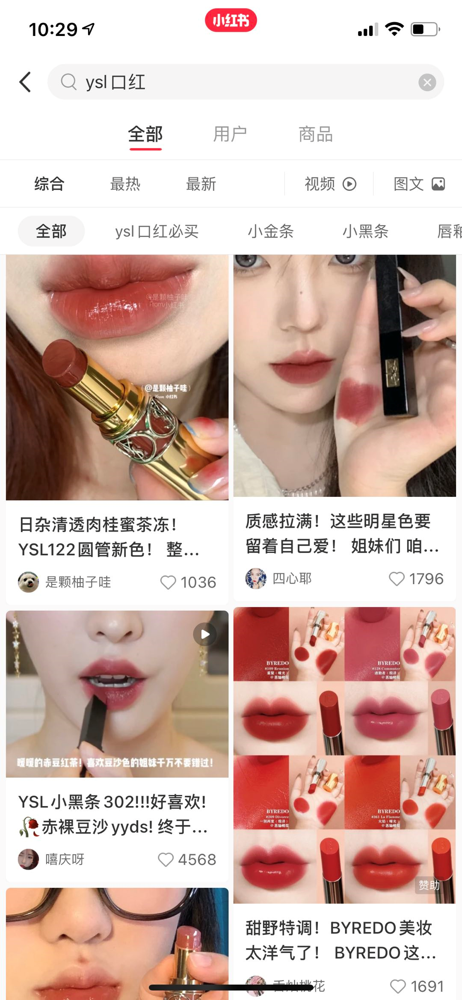 10:29
小红书
ysl口红
全部 用户 商品
综合 最热 最新 视频 图文
全部 ysl口红必买 小金条 小黑条 唇釉
@是颗柚子哇
From小红书
(@是颗柚子哇)
From 小红书
日杂清透肉桂蜜茶冻！
YSL122圆管新色！ 整...
是颗柚子哇 1036
质感拉满！这些明星色要
留着自己爱！ 姐妹们 咱...
四心耶 1796
暖暖的赤豆红茶！喜欢豆沙色的姐妹千万不要错过！
YSL小黑条302!!!好喜欢!
🥀赤裸豆沙yyds! 终于...
嘻庆呀 4568
BYREDO
#109 Reunion
重聚（哑光）
@舌灿桃花
BYREDO
#128 Commuter
通勤者（缎泽）
@舌灿桃花
BYREDO
#209 Divorce
一别两宽（缎泽）
@舌灿桃花
BYREDO
#361 La Flamme
火焰（哑光）
@舌灿桃花
赞助
甜野特调！BYREDO美妆
太洋气了！ BYREDO这...
舌灿桃花 1691